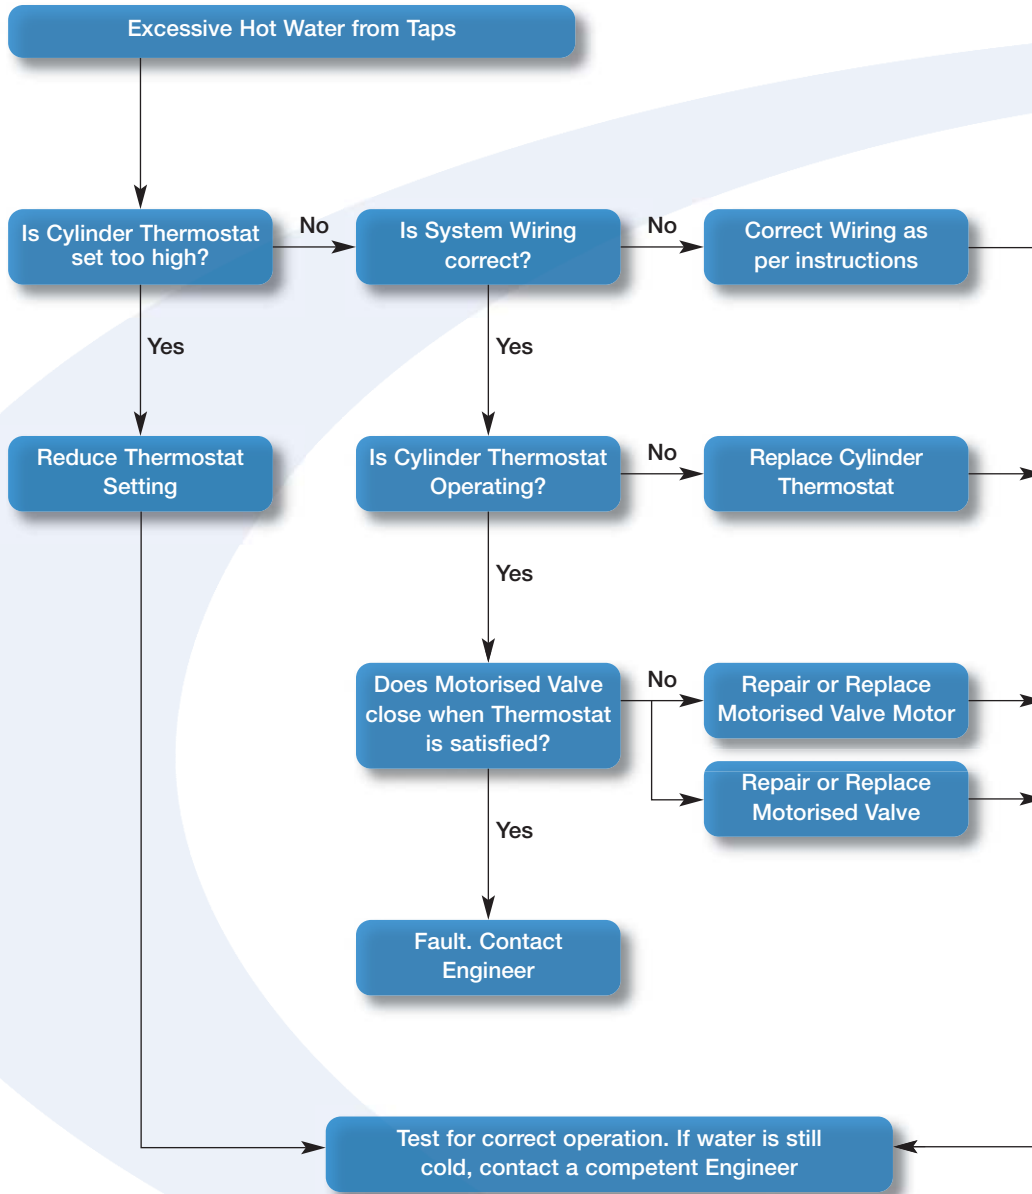 Excessive Hot Water from Taps
Is Cylinder Thermostat
set too high?
No
Is System Wiring
correct?
No
Correct Wiring as
per instructions
Yes
Yes
Reduce Thermostat
Setting
Is Cylinder Thermostat
Operating?
No
Replace Cylinder
Thermostat
Yes
Does Motorised Valve
close when Thermostat
is satisfied?
No
Repair or Replace
Motorised Valve Motor
Repair or Replace
Motorised Valve
Yes
Fault. Contact
Engineer
Test for correct operation. If water is still
cold, contact a competent Engineer